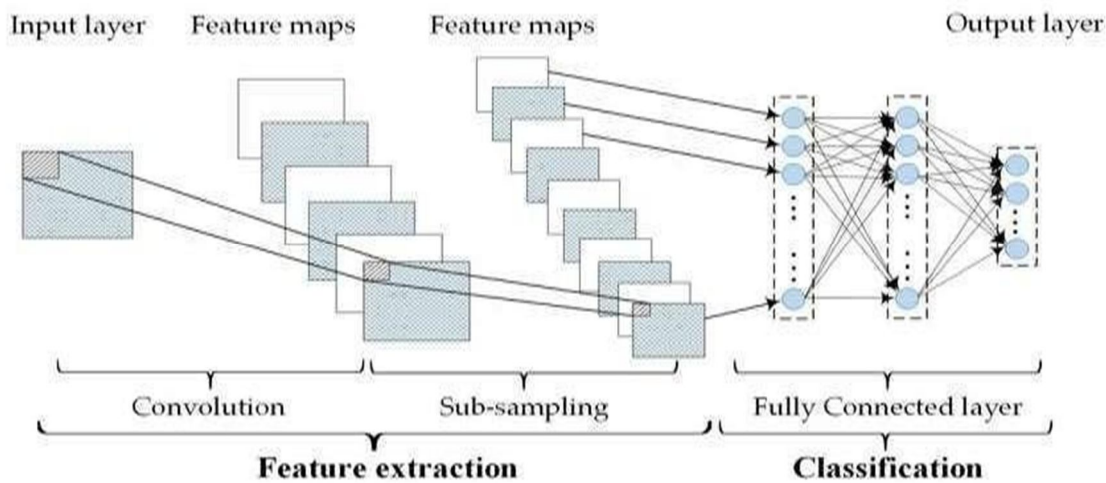 Input layer
Feature maps
Feature maps
Output layer
Convolution
Sub-sampling
Fully Connected layer
Feature extraction
Classification